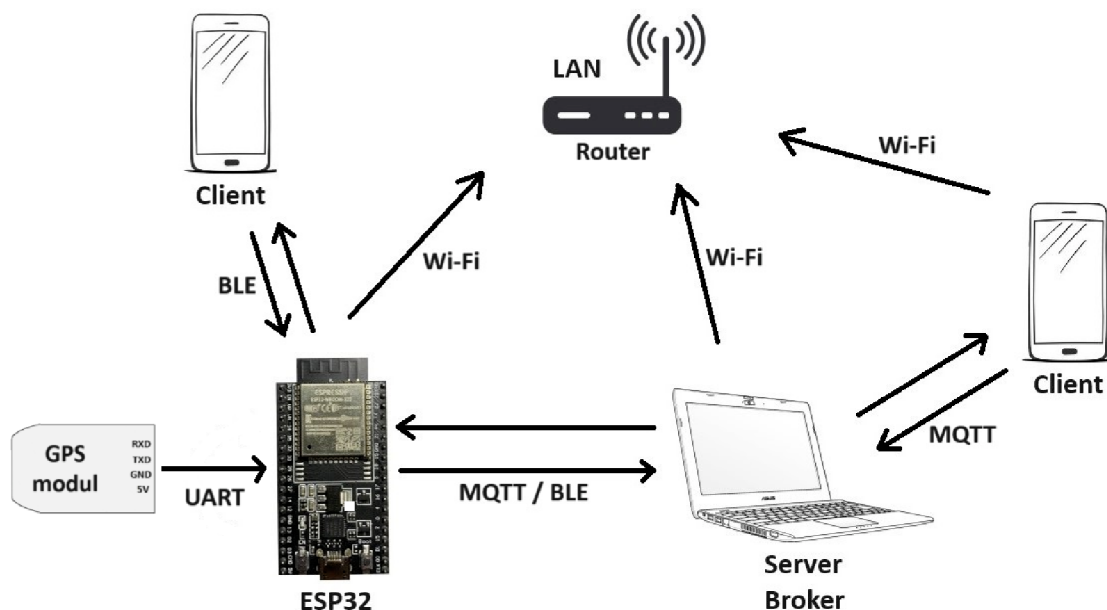 LAN
Router
Client
Wi-Fi
Wi-Fi
Wi-Fi
BLE
Client
GPS
modul
RXD
TXD
GND
5V
UART
MQTT / BLE
MQTT
ESP32
Server
Broker